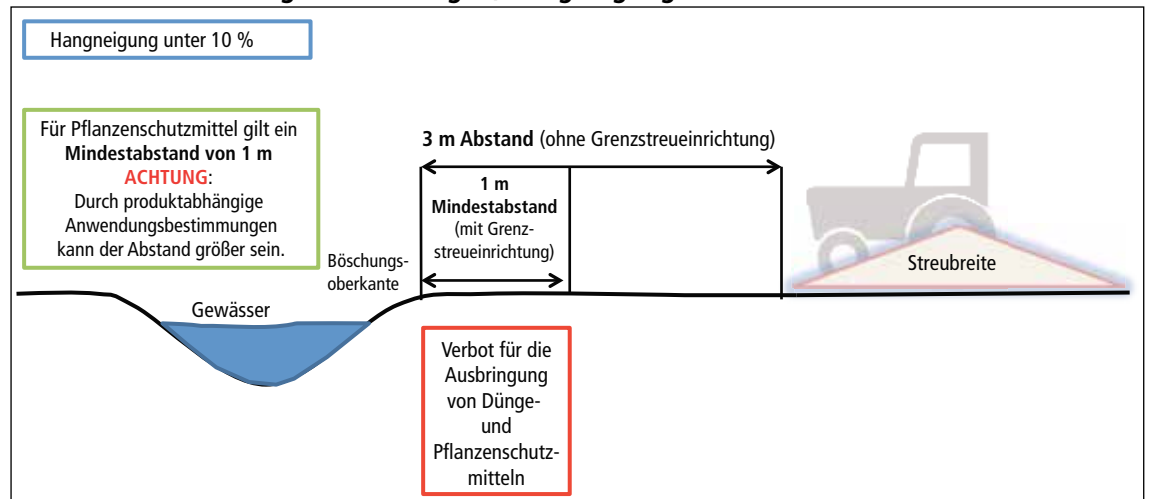 Hangneigung unter 10 %
Für Pflanzenschutzmittel gilt ein
Mindestabstand von 1 m
ACHTUNG:
Durch produktabhängige
Anwendungsbestimmungen
kann der Abstand größer sein.
3 m Abstand (ohne Grenzstreueinrichtung)
1 m
Mindestabstand
(mit Grenz-
streueinrichtung)
Böschungs-
oberkante
Streubreite
Gewässer
Verbot für die
Ausbringung
von Dünge-
und
Pflanzenschutz-
mitteln